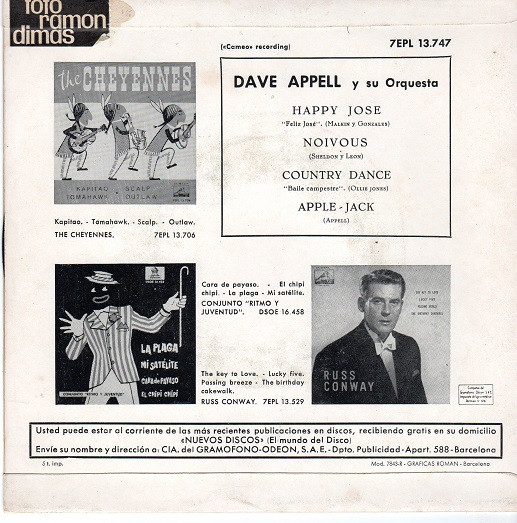 foto
ramon
dimas
(«Cameo» recording)
7EPL 13.747
the CHEYENNES
KAPITAO · SCALP
TOMAHAWK · OUTLAW
Kapitao. - Tomahawk. - Scalp. - Outlaw.
THE CHEYENNES. 7EPL 13.706
DAVE APPELL y su Orquesta
HAPPY JOSE
"Feliz José". (Malkin y Gonzales)
NOIVOUS
(Sheldon y Leon)
COUNTRY DANCE
"Baile campestre". (Ollie Jones)
APPLE-JACK
(Appell)
LA PLAGA
MI SATÉLITE
CARA DE PAYASO
EL CHIPI CHIPI
CONJUNTO "RITMO Y JUVENTUD"
Cara de payaso. - El chipi
chipi. - La plaga - Mi satélite.
CONJUNTO "RITMO Y
JUVENTUD". DSOE 16.458
The key to Love. - Lucky five.
Passing breeze - The birthday
cakewalk.
RUSS CONWAY. 7EPL 13.529
RUSS
CONWAY
Usted puede estar al corriente de las más recientes publicaciones en discos, recibiendo gratis en su domicilio
«NUEVOS DISCOS» (El mundo del Disco)
Envíe su nombre y dirección a: CIA. del GRAMOFONO-ODEON, S.A.E. - Dpto. Publicidad - Apart. 588 - Barcelona
S t. imp.
Mod. 7843-R - GRAFICAS ROMAN - Barcelona